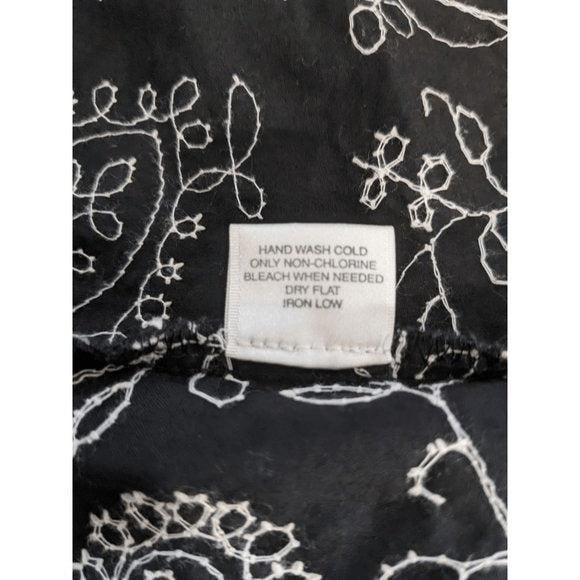 HAND WASH COLD
ONLY NON-CHLORINE
BLEACH WHEN NEEDED
DRY FLAT
IRON LOW